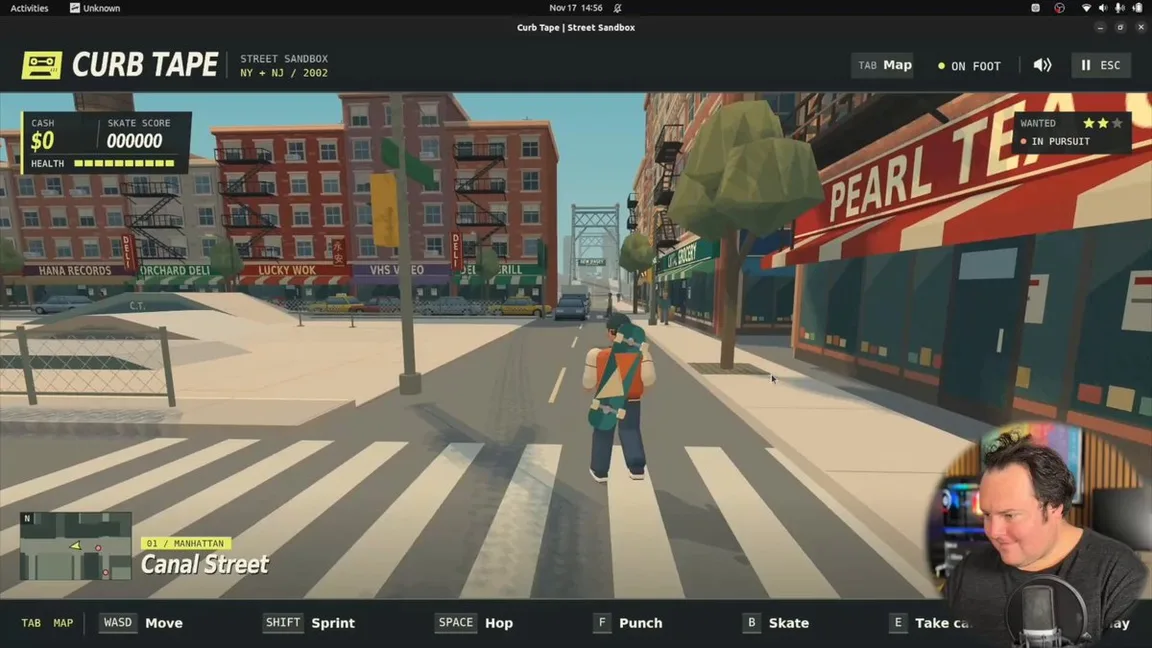 Activities
Unknown
Nov 17 14:56
Curb Tape | Street Sandbox
CURB TAPE
STREET SANDBOX
NY + NJ / 2002
TAB Map
ON FOOT
ESC
CASH
$0
SKATE SCORE
000000
HEALTH
WANTED
IN PURSUIT
PEARL TEA
GROCERY
DELI
DELI
永安
HANA RECORDS
ORCHARD DELI
LUCKY WOK
VHS VIDEO
GRILL
C.T.
N
01 / MANHATTAN
Canal Street
TAB MAP
WASD Move
SHIFT Sprint
SPACE Hop
F Punch
B Skate
E Take